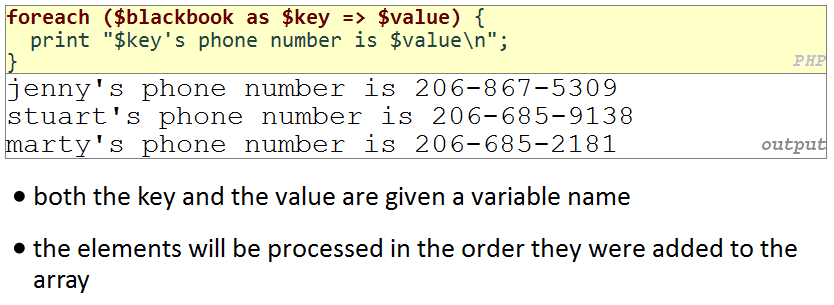 foreach ($blackbook as $key => $value) {
  print "$key's phone number is $value\n";
}
PHP
jenny's phone number is 206-867-5309
stuart's phone number is 206-685-9138
marty's phone number is 206-685-2181
output
• both the key and the value are given a variable name
• the elements will be processed in the order they were added to the
array